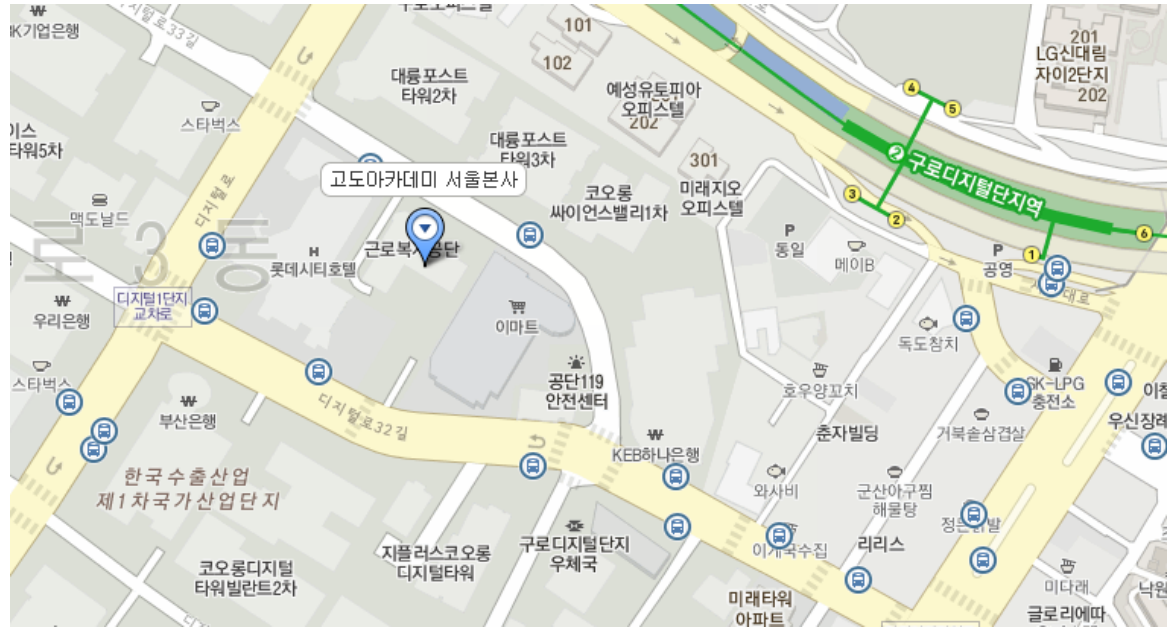 K기업은행
디지털로33길
101
102
201
LG신대림
자이2단지
202
대륭포스트
타워2차
예성유토피아
오피스텔
202
4
5
스타벅스
이스
타워5차
대륭포스트
타워3차
301
2
구로디지털단지역
고도아카데미 서울본사
코오롱
싸이언스밸리1차
미래지오
오피스텔
3
2
6
1
맥도날드
디지털로
로3동
H
롯데시티호텔
근로복지공단
P
동일
메이B
P
공영
우리은행
디지털1단지
교차로
이마트
독도참치
스타벅스
부산은행
공단119
안전센터
호우양꼬치
SK-LPG
충전소
디지털로32길
KEB하나은행
춘자빌딩
거북솥삼겹살
우신장례
한국수출산업
제1차국가산업단지
와사비
군산아구찜
해물탕
지플러스코오롱
디지털타워
구로디지털단지
우체국
리리스
코오롱디지털
타워빌란트2차
미래타워
아파트
미다래
낙원
글로리에따